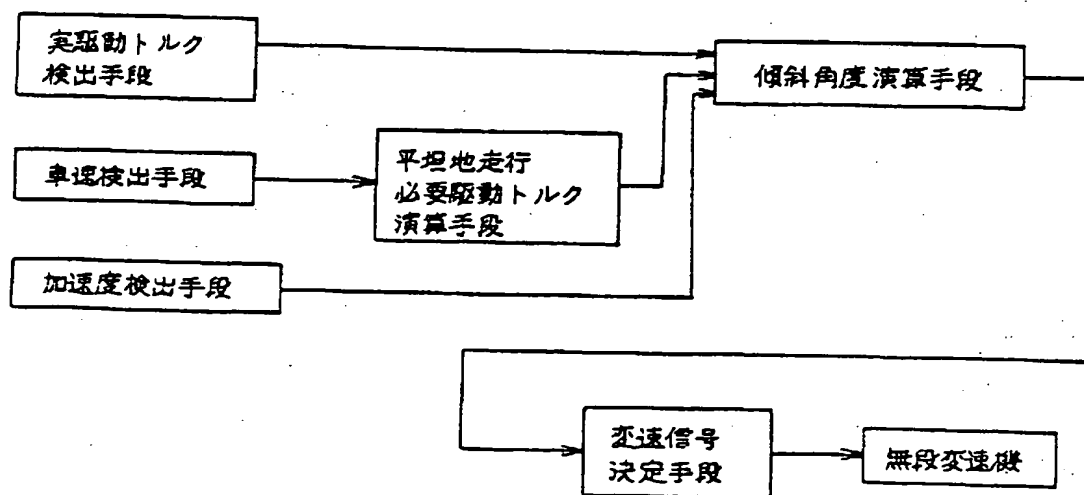 実駆動トルク
検出手段
傾斜角度演算手段
車速検出手段
平坦地走行
必要駆動トルク
演算手段
加速度検出手段
変速信号
決定手段
無段変速機